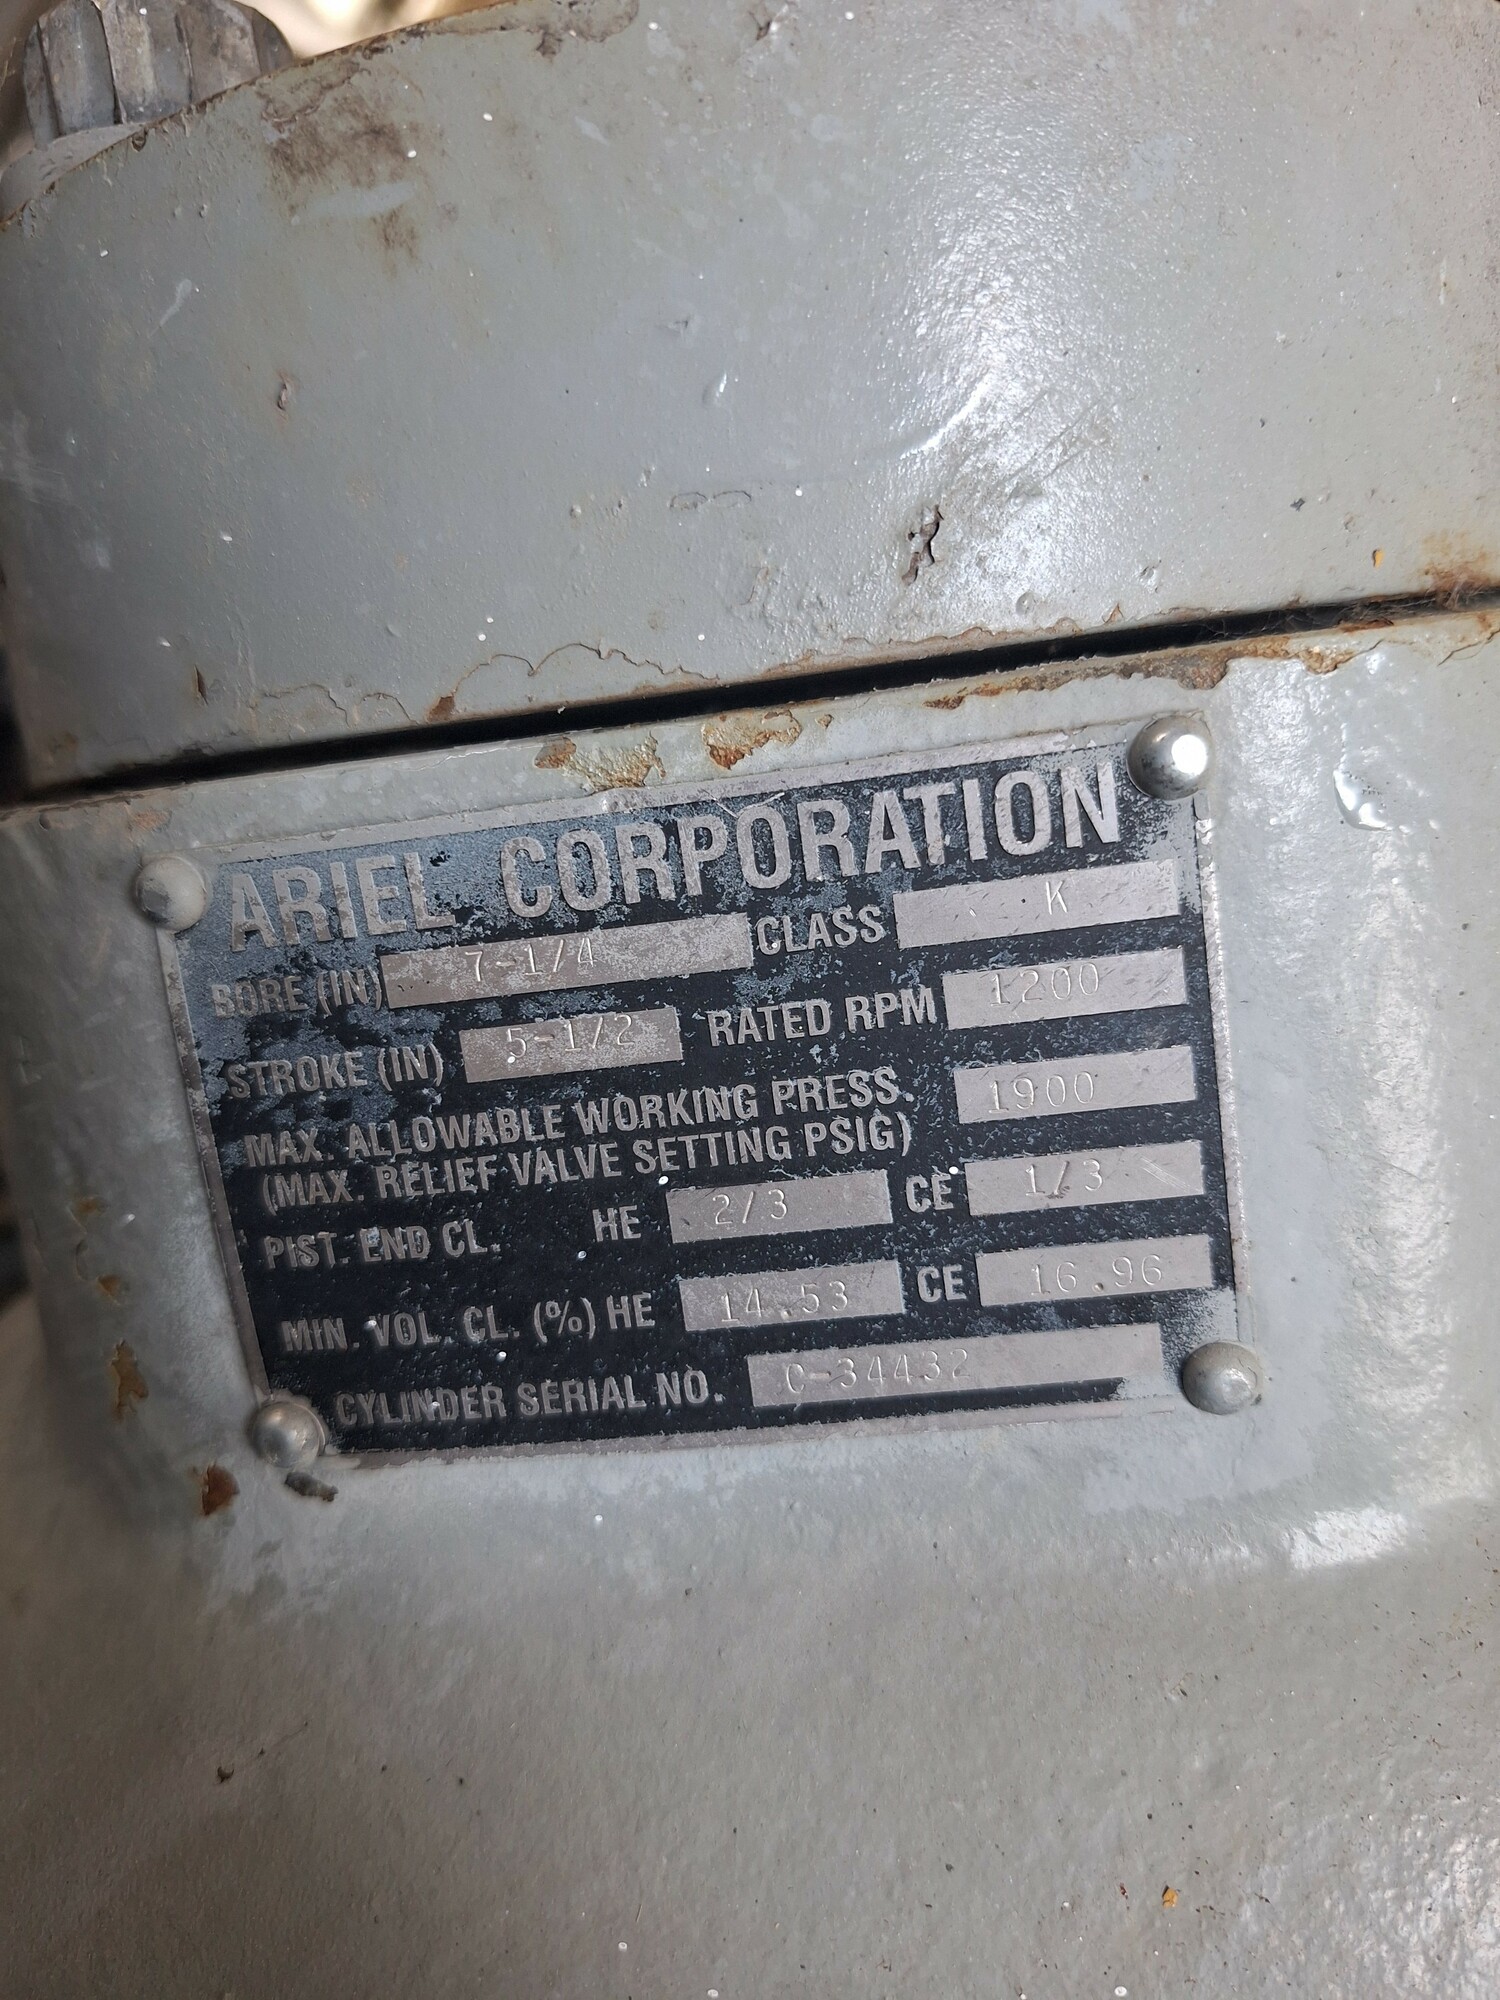 ARIEL CORPORATION
BORE (IN) 7-1/4 CLASS K
STROKE (IN) 5-1/2 RATED RPM 1200
MAX. ALLOWABLE WORKING PRESS. 1900
(MAX. RELIEF VALVE SETTING PSIG)
PIST. END CL. HE 2/3 CE 1/3
MIN. VOL. CL. (%) HE 14.53 CE 16.96
CYLINDER SERIAL NO. C-34432